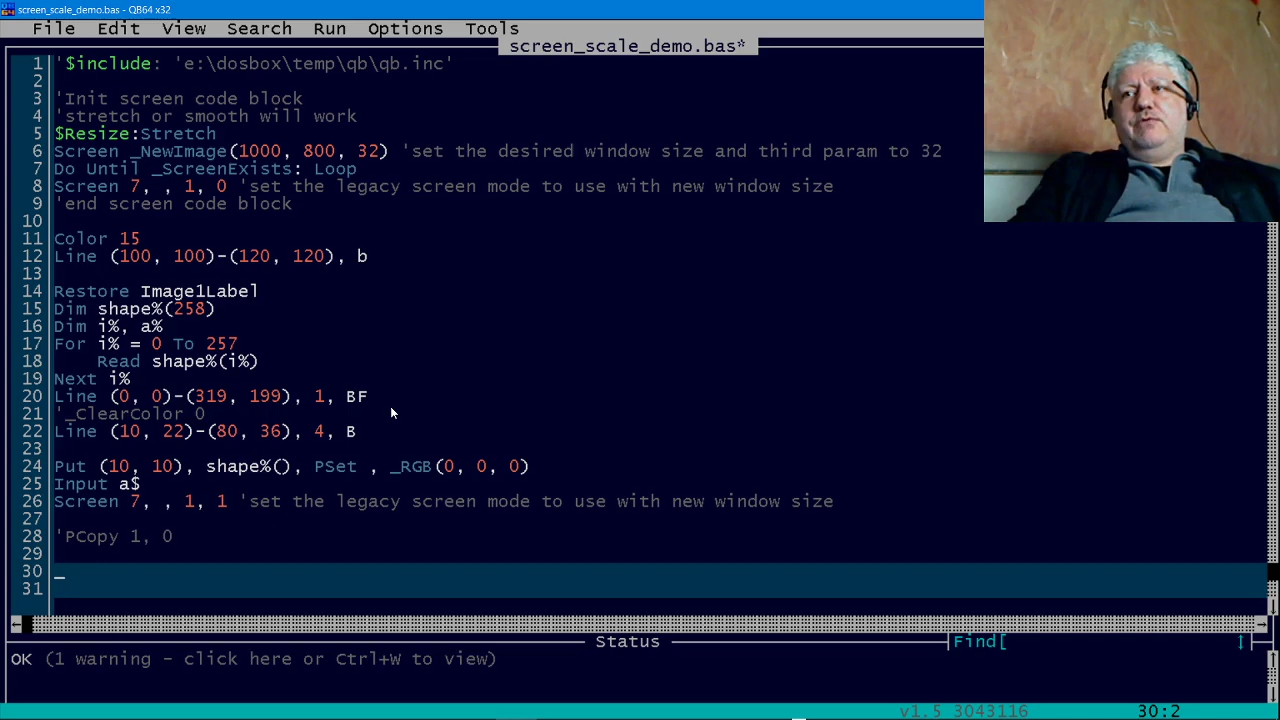 screen_scale_demo.bas - QB64 x32
File Edit View Search Run Options Tools
screen_scale_demo.bas*
1 '$include: 'e:\dosbox\temp\qb\qb.inc'
2
3 'Init screen code block
4 'stretch or smooth will work
5 $Resize:Stretch
6 Screen _NewImage(1000, 800, 32) 'set the desired window size and third param to 32
7 Do Until _ScreenExists: Loop
8 Screen 7, , 1, 0 'set the legacy screen mode to use with new window size
9 'end screen code block
10
11 Color 15
12 Line (100, 100)-(120, 120), b
13
14 Restore Image1Label
15 Dim shape%(258)
16 Dim i%, a%
17 For i% = 0 To 257
18     Read shape%(i%)
19 Next i%
20 Line (0, 0)-(319, 199), 1, BF
21 '_ClearColor 0
22 Line (10, 22)-(80, 36), 4, B
23
24 Put (10, 10), shape%(), PSet , _RGB(0, 0, 0)
25 Input a$
26 Screen 7, , 1, 1 'set the legacy screen mode to use with new window size
27
28 'PCopy 1, 0
29
30
31
Status
Find[
OK (1 warning - click here or Ctrl+W to view)
v1.5 3043116 30:2